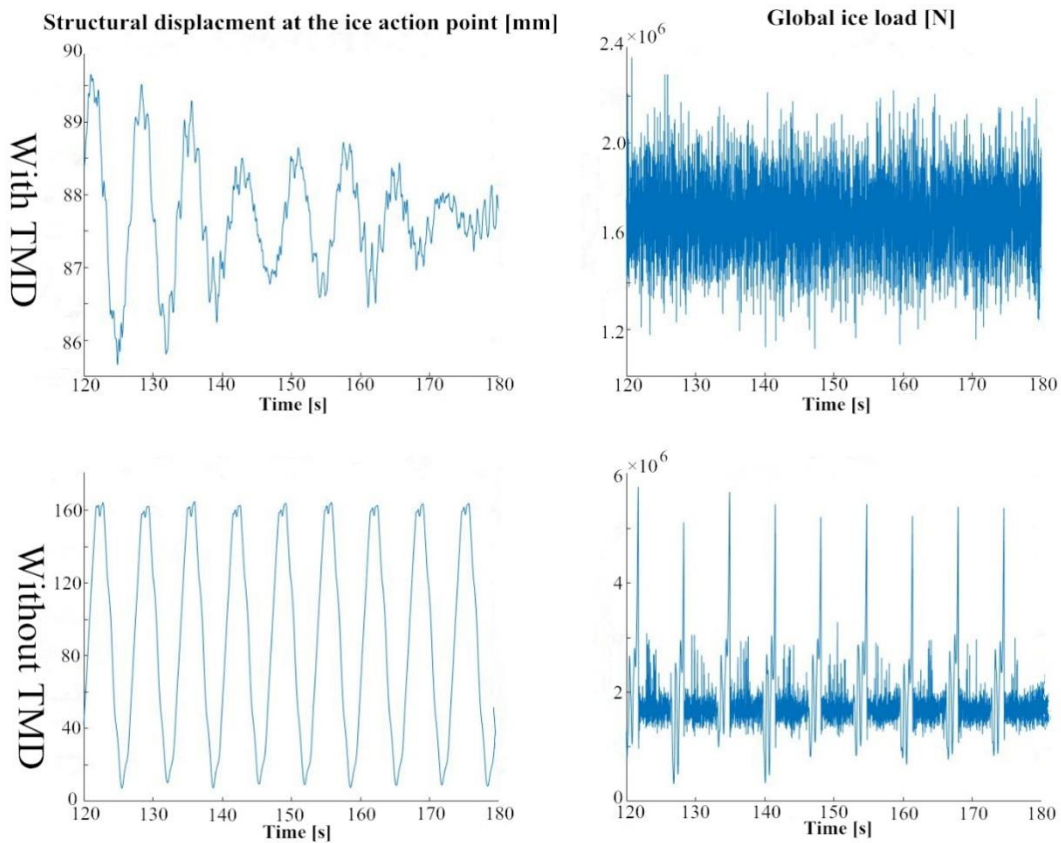 Structural displacment at the ice action point [mm]
Global ice load [N]
With TMD
90
89
88
87
86
120 130 140 150 160 170 180
Time [s]
2.4 ×10⁶
2.0
1.6
1.2
120 130 140 150 160 170 180
Time [s]
Without TMD
160
120
80
40
0
120 130 140 150 160 170 180
Time [s]
6 ×10⁶
4
2
0
120 130 140 150 160 170 180
Time [s]